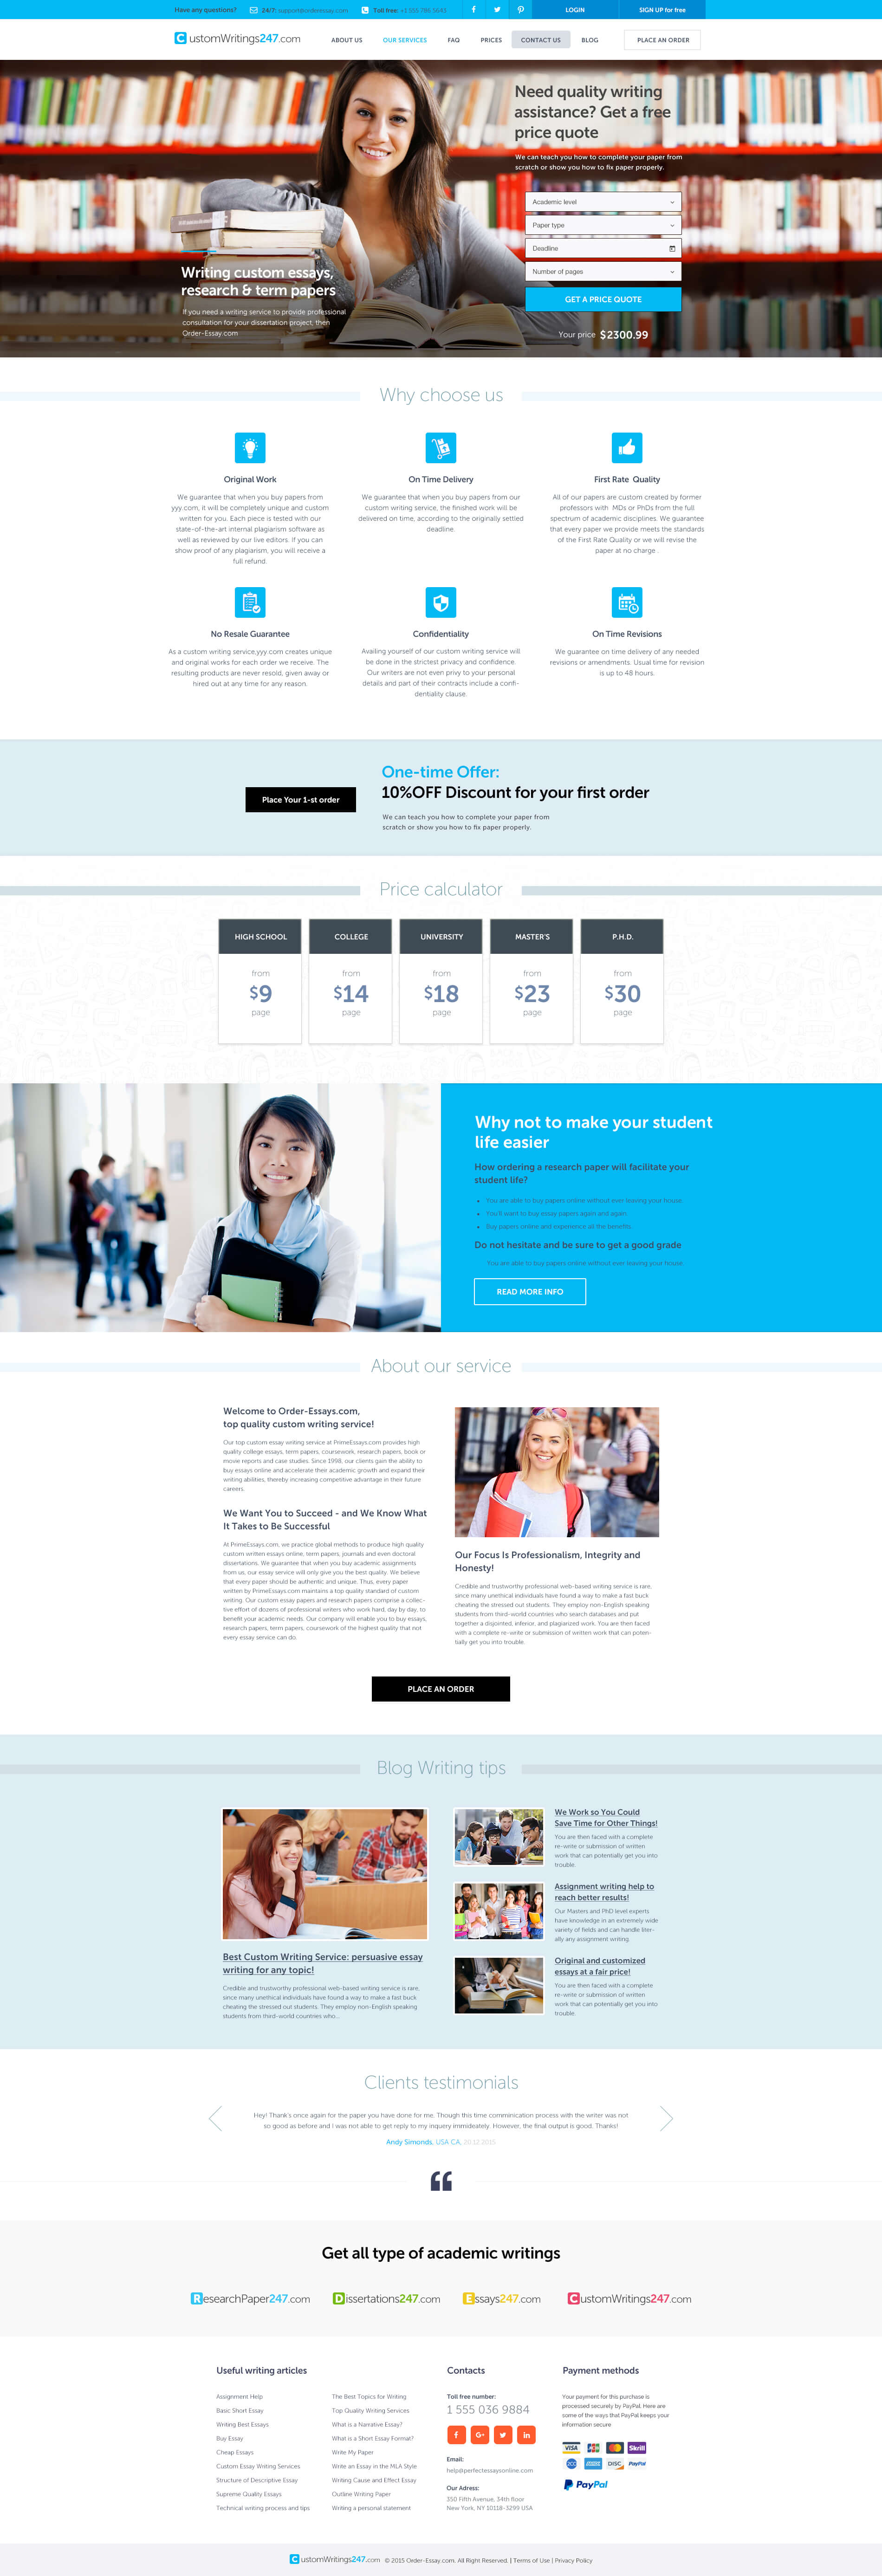 Have any questions?
24/7: support@orderessay.com
Toll free: +1 555 786 5643
LOGIN
SIGN UP for free
CustomWritings247.com
ABOUT US
OUR SERVICES
FAQ
PRICES
CONTACT US
BLOG
PLACE AN ORDER
Need quality writing
assistance? Get a free
price quote
We can teach you how to complete your paper from
scratch or show you how to fix paper properly.
Academic level
Paper type
Deadline
Number of pages
GET A PRICE QUOTE
Your price $2300.99
Writing custom essays,
research & term papers
If you need a writing service to provide professional
consultation for your dissertation project, then
Order-Essay.com
Why choose us
Original Work
We guarantee that when you buy papers from
yyy.com, it will be completely unique and custom
written for you. Each piece is tested with our
state-of-the-art internal plagiarism software as
well as reviewed by our live editors. If you can
show proof of any plagiarism, you will receive a
full refund.
On Time Delivery
We guarantee that when you buy papers from our
custom writing service, the finished work will be
delivered on time, according to the originally settled
deadline.
First Rate Quality
All of our papers are custom created by former
professors with MDs or PhDs from the full
spectrum of academic disciplines. We guarantee
that every paper we provide meets the standards
of the First Rate Quality or we will revise the
paper at no charge .
No Resale Guarantee
As a custom writing service,yyy.com creates unique
and original works for each order we receive. The
resulting products are never resold, given away or
hired out at any time for any reason.
Confidentiality
Availing yourself of our custom writing service will
be done in the strictest privacy and confidence.
Our writers are not even privy to your personal
details and part of their contracts include a confi-
dentiality clause.
On Time Revisions
We guarantee on time delivery of any needed
revisions or amendments. Usual time for revision
is up to 48 hours.
Place Your 1-st order
One-time Offer:
10%OFF Discount for your first order
We can teach you how to complete your paper from
scratch or show you how to fix paper properly.
Price calculator
HIGH SCHOOL
from
$9
page
COLLEGE
from
$14
page
UNIVERSITY
from
$18
page
MASTER'S
from
$23
page
P.H.D.
from
$30
page
Why not to make your student
life easier
How ordering a research paper will facilitate your
student life?
You are able to buy papers online without ever leaving your house.
You'll want to buy essay papers again and again.
Buy papers online and experience all the benefits.
Do not hesitate and be sure to get a good grade
You are able to buy papers online without ever leaving your house
READ MORE INFO
About our service
Welcome to Order-Essays.com,
top quality custom writing service!
Our top custom essay writing service at PrimeEssays.com provides high
quality college essays, term papers, coursework, research papers, book or
movie reports and case studies. Since 1998, our clients gain the ability to
buy essays online and accelerate their academic growth and expand their
writing abilities, thereby increasing competitive advantage in their future
careers.
We Want You to Succeed - and We Know What
It Takes to Be Successful
At PrimeEssays.com, we practice global methods to produce high quality
custom written essays online, term papers, journals and even doctoral
dissertations, We guarantee that when you buy academic assignments
from us, our essay service will only give you the best quality. We believe
that every paper should be authentic and unique. Thus, every paper
written by PrimeEssays.com maintains a top quality standard of custom
writing. Our custom essay papers and research papers comprise a collec-
tive effort of dozens of professional writers who work hard, day by day, to
benefit your academic needs. Our company will enable you to buy essays,
research papers, term papers, coursework of the highest quality that not
every essay service can do.
Our Focus Is Professionalism, Integrity and
Honesty!
Credible and trustworthy professional web-based writing service is rare,
since many unethical individuals have found a way to make a fast buck
cheating the stressed out students. They employ non-English speaking
students from third-world countries who search databases and put
together a disjointed, inferior, and plagiarized work. You are then faced
with a complete re-write or submission of written work that can poten-
tially get you into trouble.
PLACE AN ORDER
Blog Writing tips
Best Custom Writing Service: persuasive essay
writing for any topic!
Credible and trustworthy professional web-based writing service is rare,
since many unethical individuals have found a way to make a fast buck
cheating the stressed out students. They employ non-English speaking
students from third-world countries who...
We Work so You Could
Save Time for Other Things!
You are then faced with a complete
re-write or submission of written
work that can potentially get you into
trouble.
Assignment writing help to
reach better results!
Our Masters and PhD level experts
have knowledge in an extremely wide
variety of fields and can handle liter-
ally any assignment writing.
Original and customized
essays at a fair price!
You are then faced with a complete
re-write or submission of written
work that can potentially get you into
trouble.
Clients testimonials
Hey! Thank's once again for the paper you have done for me. Though this time comminication process with the writer was not
so good as before and I was not able to get reply to my inquery immideately. However, the final output is good. Thanks!
Andy Simonds, USA CA, 20.12.2015
Get all type of academic writings
ResearchPaper247.com
Dissertations247.com
Essays247.com
CustomWritings247.com
Useful writing articles
Assignment Help
Basic Short Essay
Writing Best Essays
Buy Essay
Cheap Essays
Custom Essay Writing Services
Structure of Descriptive Essay
Supreme Quality Essays
Technical writing process and tips
The Best Topics for Writing
Top Quality Writing Services
What is a Narrative Essay?
What is a Short Essay Format?
Write My Paper
Write an Essay in the MLA Style
Writing Cause and Effect Essay
Outline Writing Paper
Writing a personal statement
Contacts
Toll free number:
1 555 036 9884
Email:
help@perfectessaysonline.com
Our Adress:
350 Fifth Avenue, 34th floor
New York, NY 10118-3299 USA
Payment methods
Your payment for this purchase is
processed securely by PayPal. Here are
some of the ways that PayPal keeps your
information secure
VISA
JCB
Skrill
DISC
PayPal
PayPal
CustomWritings247.com © 2015 Order-Essay.com. All Right Reserved. | Terms of Use | Privacy Policy